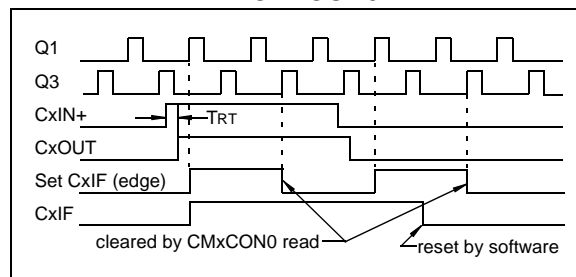 Q1
Q3
CxIN+
TRT
CxOUT
Set CxIF (edge)
CxIF
cleared by CMxCON0 read
reset by software